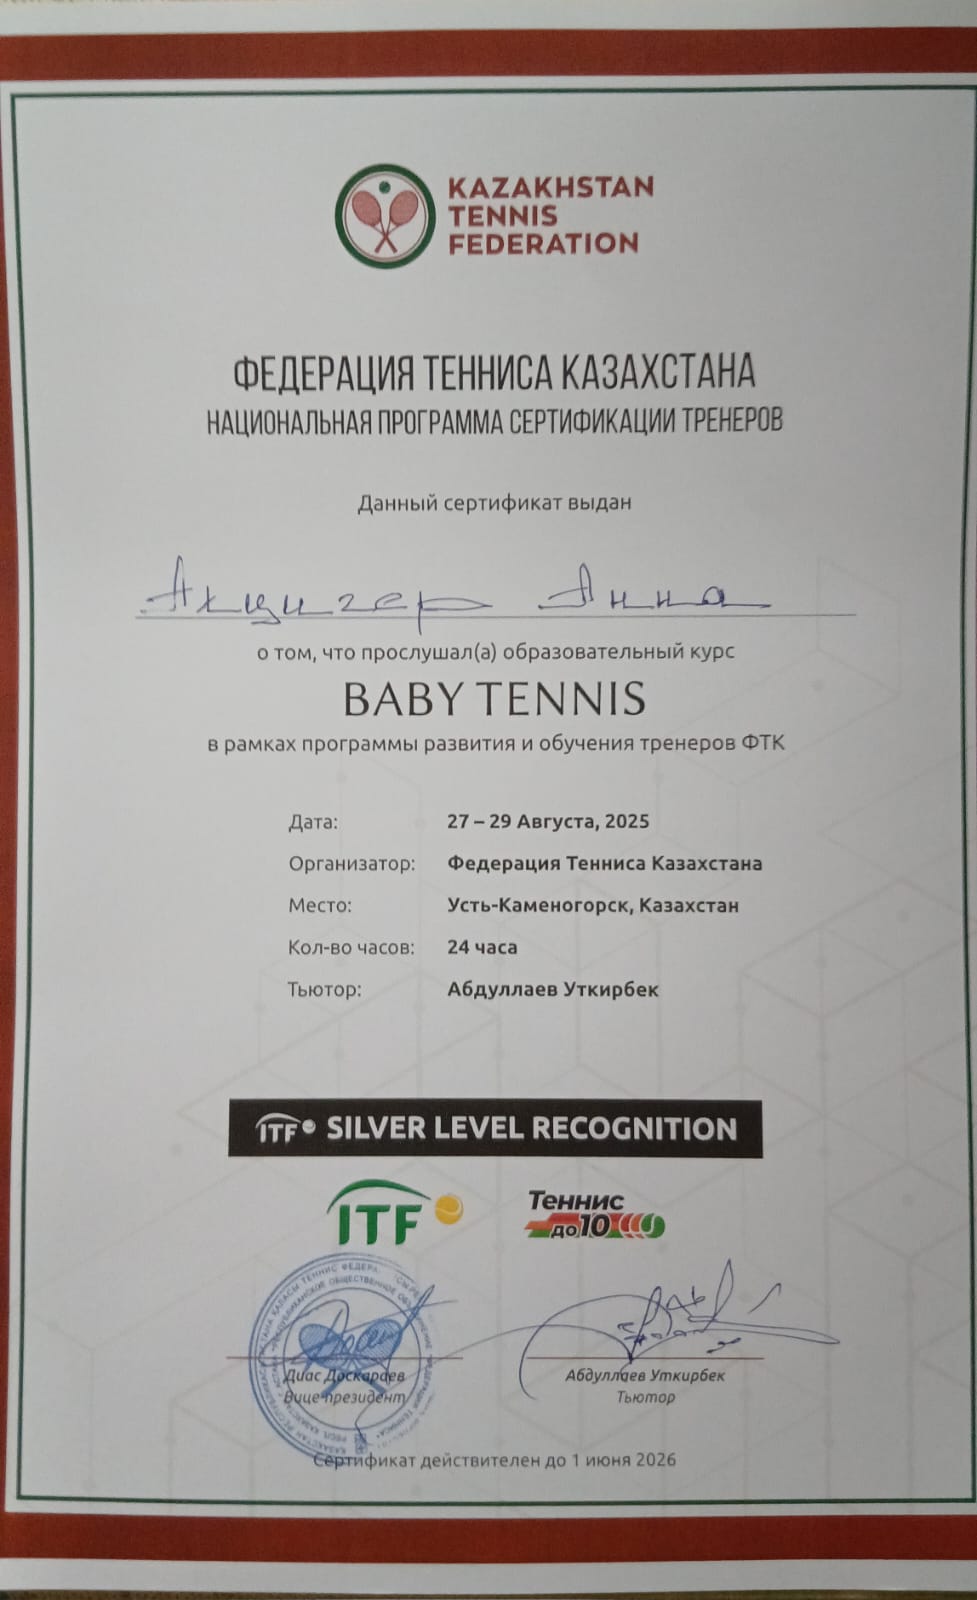 KAZAKHSTAN
TENNIS
FEDERATION
ФЕДЕРАЦИЯ ТЕННИСА КАЗАХСТАНА
НАЦИОНАЛЬНАЯ ПРОГРАММА СЕРТИФИКАЦИИ ТРЕНЕРОВ
Данный сертификат выдан
Акцигер Анна
о том, что прослушал(а) образовательный курс
BABY TENNIS
в рамках программы развития и обучения тренеров ФТК
Дата: 27 – 29 Августа, 2025
Организатор: Федерация Тенниса Казахстана
Место: Усть-Каменогорск, Казахстан
Кол-во часов: 24 часа
Тьютор: Абдуллаев Уткирбек
ITF SILVER LEVEL RECOGNITION
ITF
Теннис
до 10
Диас Доскараев
Вице-президент
Абдуллаев Уткирбек
Тьютор
Сертификат действителен до 1 июня 2026